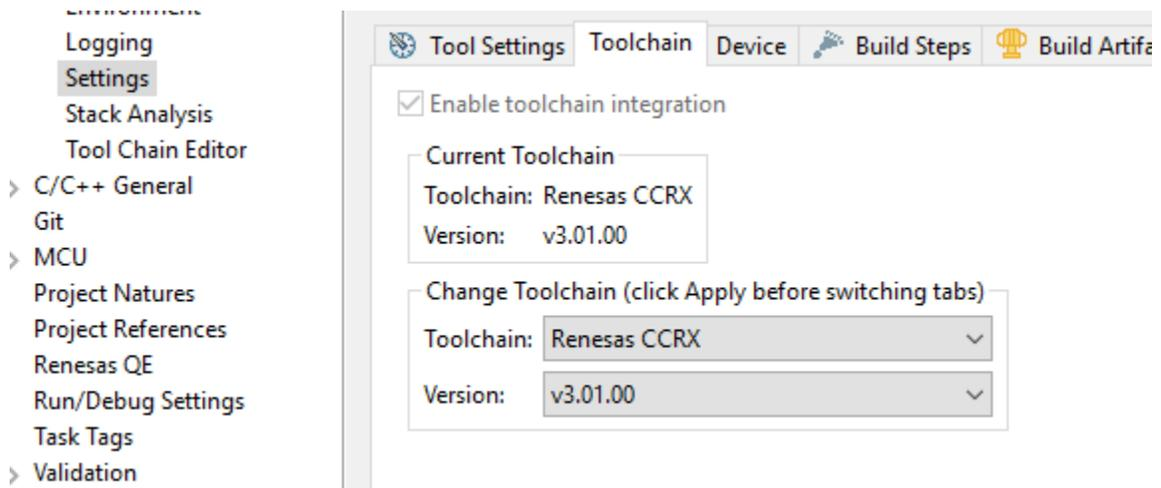 Logging
Settings
Stack Analysis
Tool Chain Editor
C/C++ General
Git
MCU
Project Natures
Project References
Renesas QE
Run/Debug Settings
Task Tags
Validation
Tool Settings Toolchain Device Build Steps Build Artifa
Enable toolchain integration
Current Toolchain
Toolchain: Renesas CCRX
Version: v3.01.00
Change Toolchain (click Apply before switching tabs)
Toolchain: Renesas CCRX
Version: v3.01.00